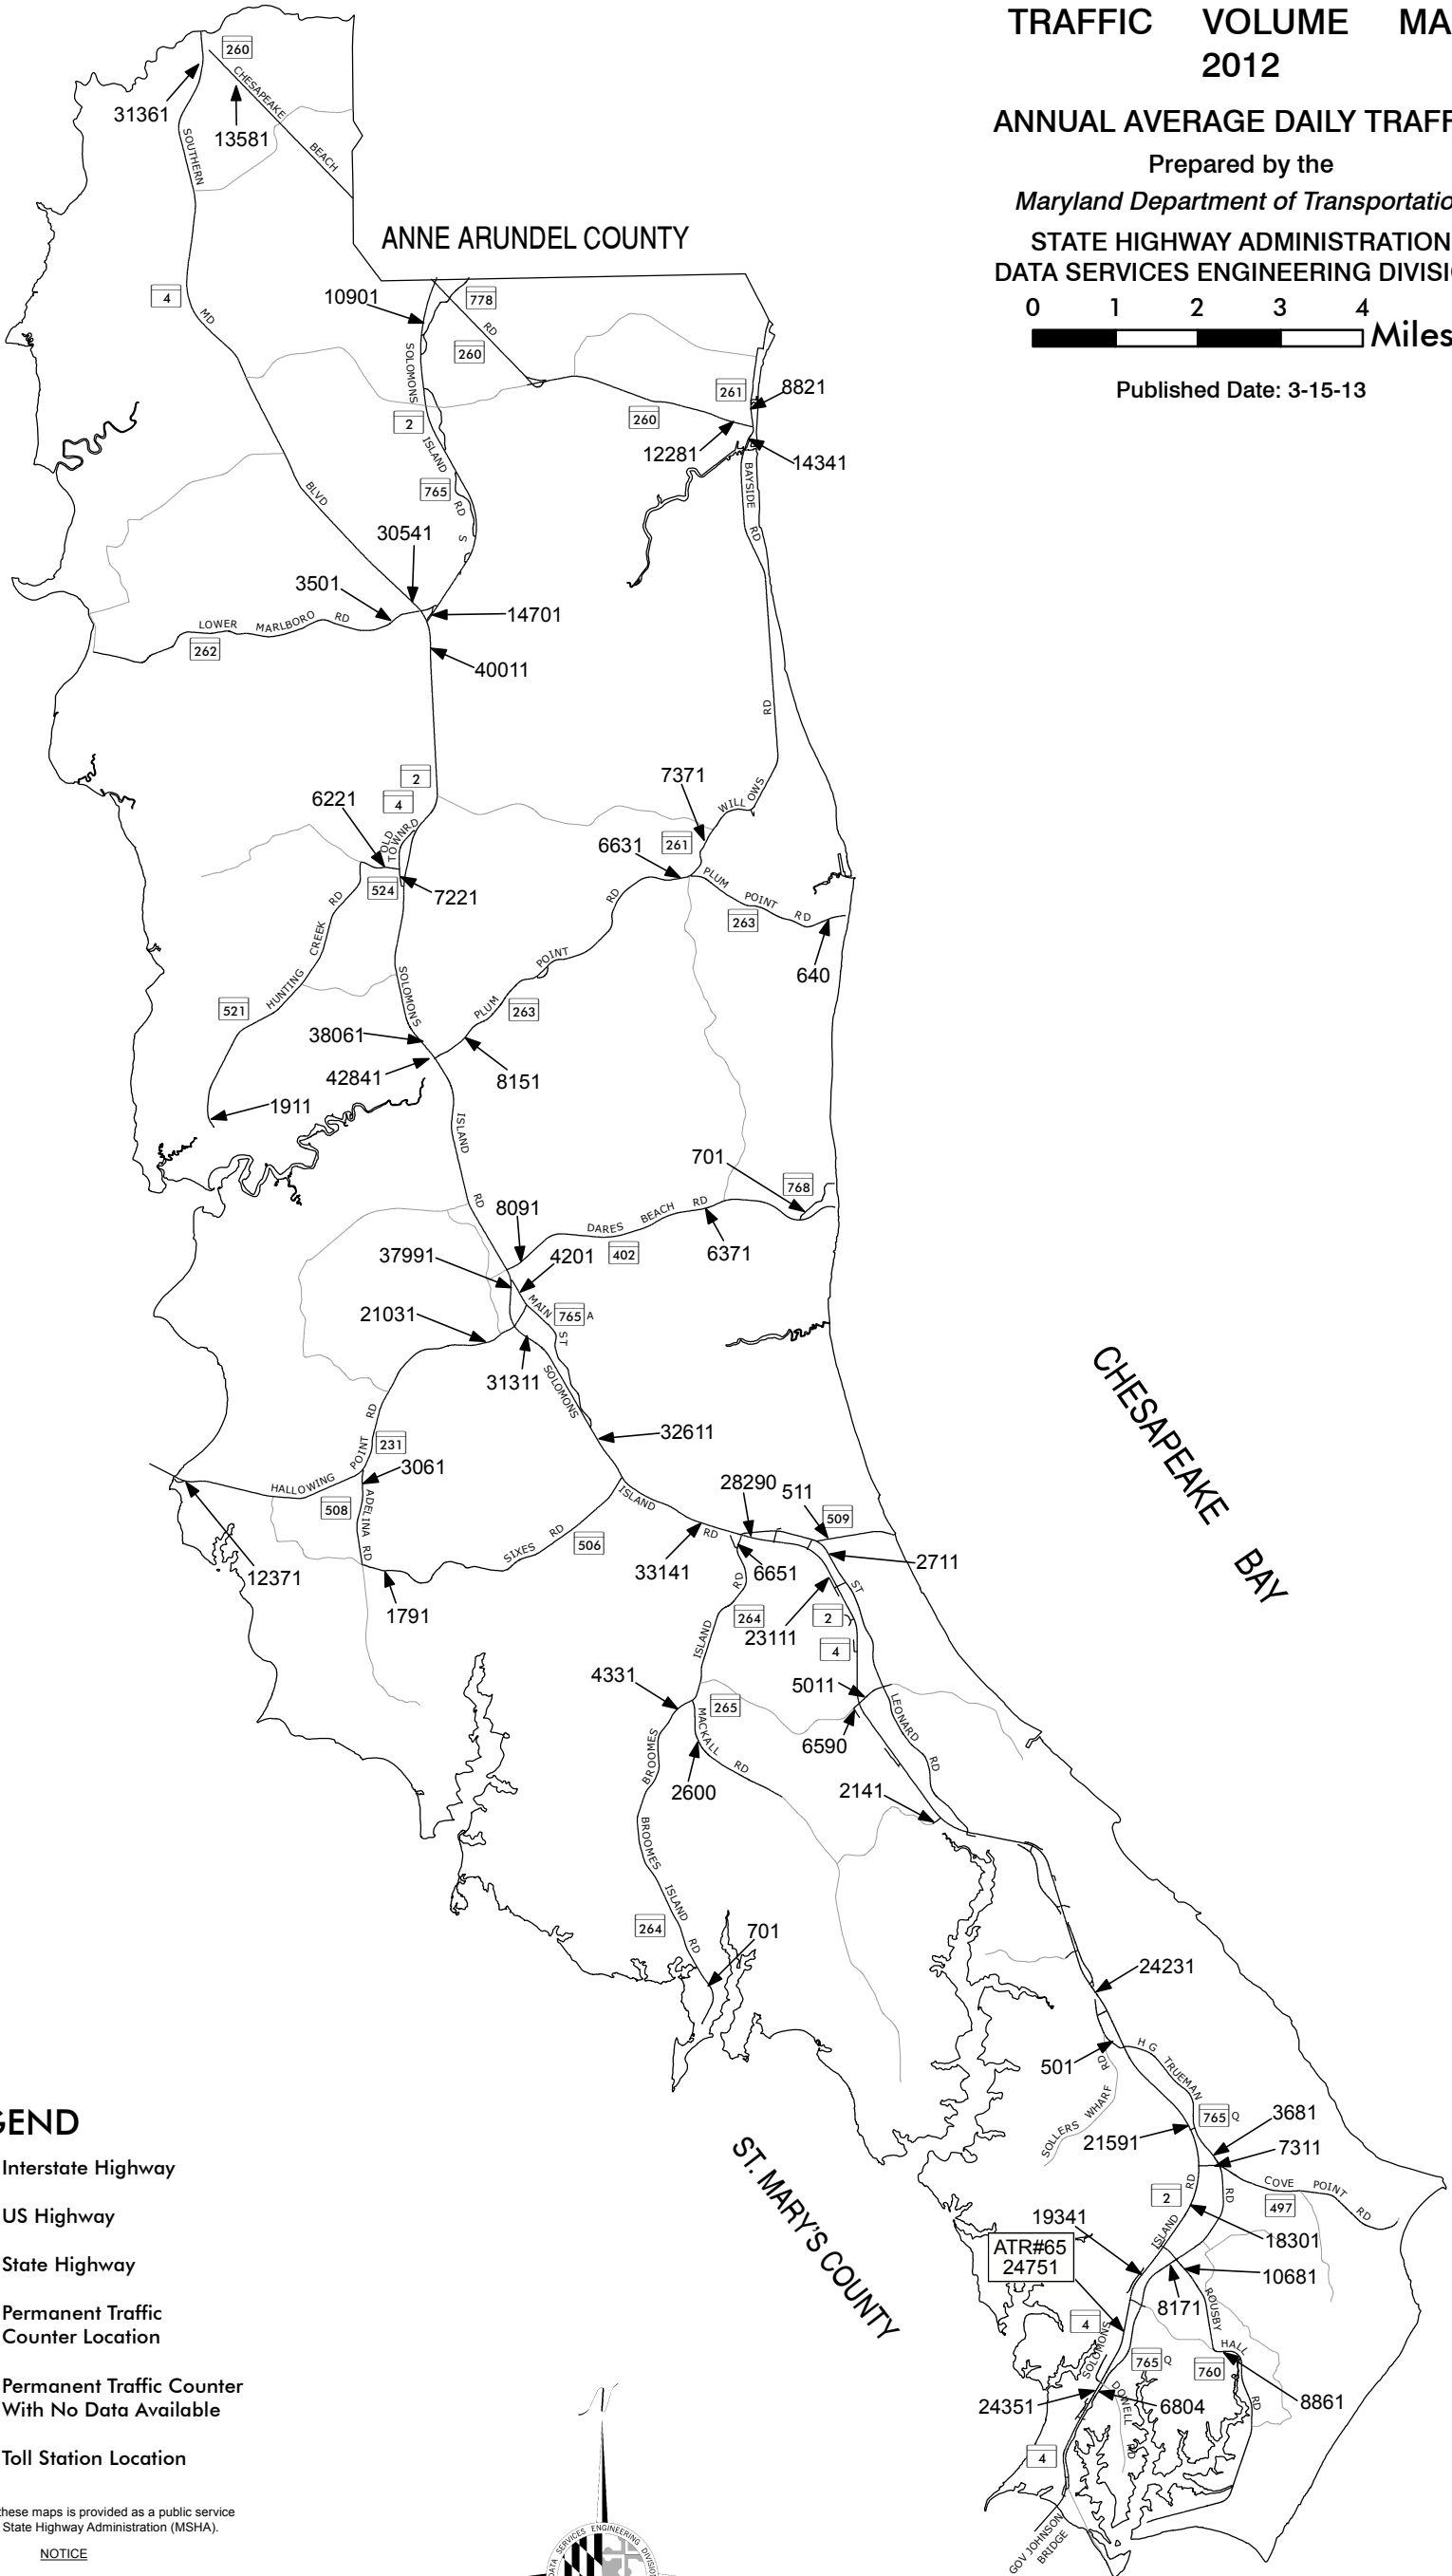 TRAFFIC VOLUME MA
2012
ANNUAL AVERAGE DAILY TRAFF
Prepared by the
Maryland Department of Transportatio
STATE HIGHWAY ADMINISTRATION
DATA SERVICES ENGINEERING DIVISI
0 1 2 3 4
Miles
Published Date: 3-15-13
260
31361
13581
CHESAPEAKE
BEACH
SOUTHERN
ANNE ARUNDEL COUNTY
4
MD
10901
778
RD
260
SOLOMONS
261
8821
2
260
12281
14341
ISLAND
BLVD
765
RD
S
BAYSIDE
RD
30541
3501
14701
LOWER MARLBORO RD
262
40011
RD
2
7371
4
6221
WILLOWS
OLD
TOWN RD
6631
261
524
7221
PLUM POINT RD
263
640
HUNTING CREEK RD
521
SOLOMONS
PLUM POINT RD
263
38061
42841
8151
1911
ISLAND
RD
701
768
8091
DARES BEACH RD
402
6371
37991
4201
MAIN
ST
765 A
21031
31311
SOLOMONS
32611
231
3061
HALLOWING POINT RD
508
ADELINA RD
12371
1791
SIXES RD
506
ISLAND
RD
28290
511
509
33141
6651
2711
23111
264
2
4
ST
LEONARD
RD
CHESAPEAKE
BAY
ISLAND
RD
4331
265
5011
6590
BROOMES
MACKALL
RD
2600
2141
BROOMES
ISLAND
RD
264
701
24231
501
H G TRUEMAN
RD
SOLLERS WHARF
RD
765 Q
3681
21591
7311
COVE POINT RD
497
2
ISLAND
RD
19341
18301
ATR#65
24751
10681
8171
ROUSBY
HALL
RD
4
SOLOMONS
765 Q
760
24351
DOWELL
RD
6804
8861
4
GOV JOHNSON
BRIDGE
ST. MARY'S COUNTY
GEND
Interstate Highway
US Highway
State Highway
Permanent Traffic
Counter Location
Permanent Traffic Counter
With No Data Available
Toll Station Location
these maps is provided as a public service
State Highway Administration (MSHA).
NOTICE
N
DATA SERVICES ENGINEERING DIVISIO